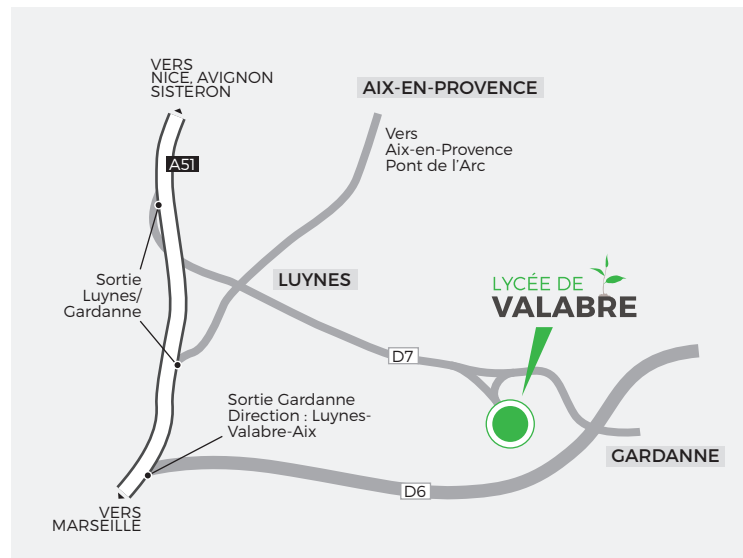 VERS
NICE, AVIGNON
SISTERON
AIX-EN-PROVENCE
Vers
Aix-en-Provence
Pont de l’Arc
A51
Sortie
Luynes/
Gardanne
LUYNES
LYCÉE DE
VALABRE
D7
Sortie Gardanne
Direction : Luynes-
Valabre-Aix
GARDANNE
D6
VERS
MARSEILLE